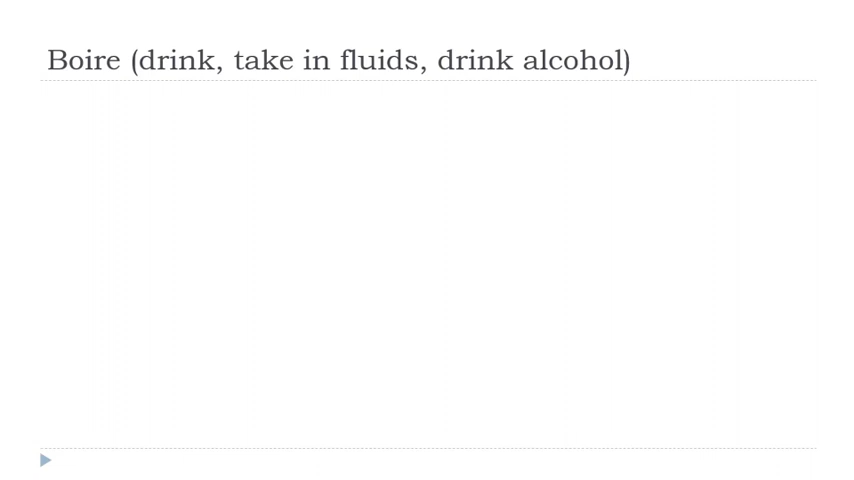 Boire (drink, take in fluids, drink alcohol)